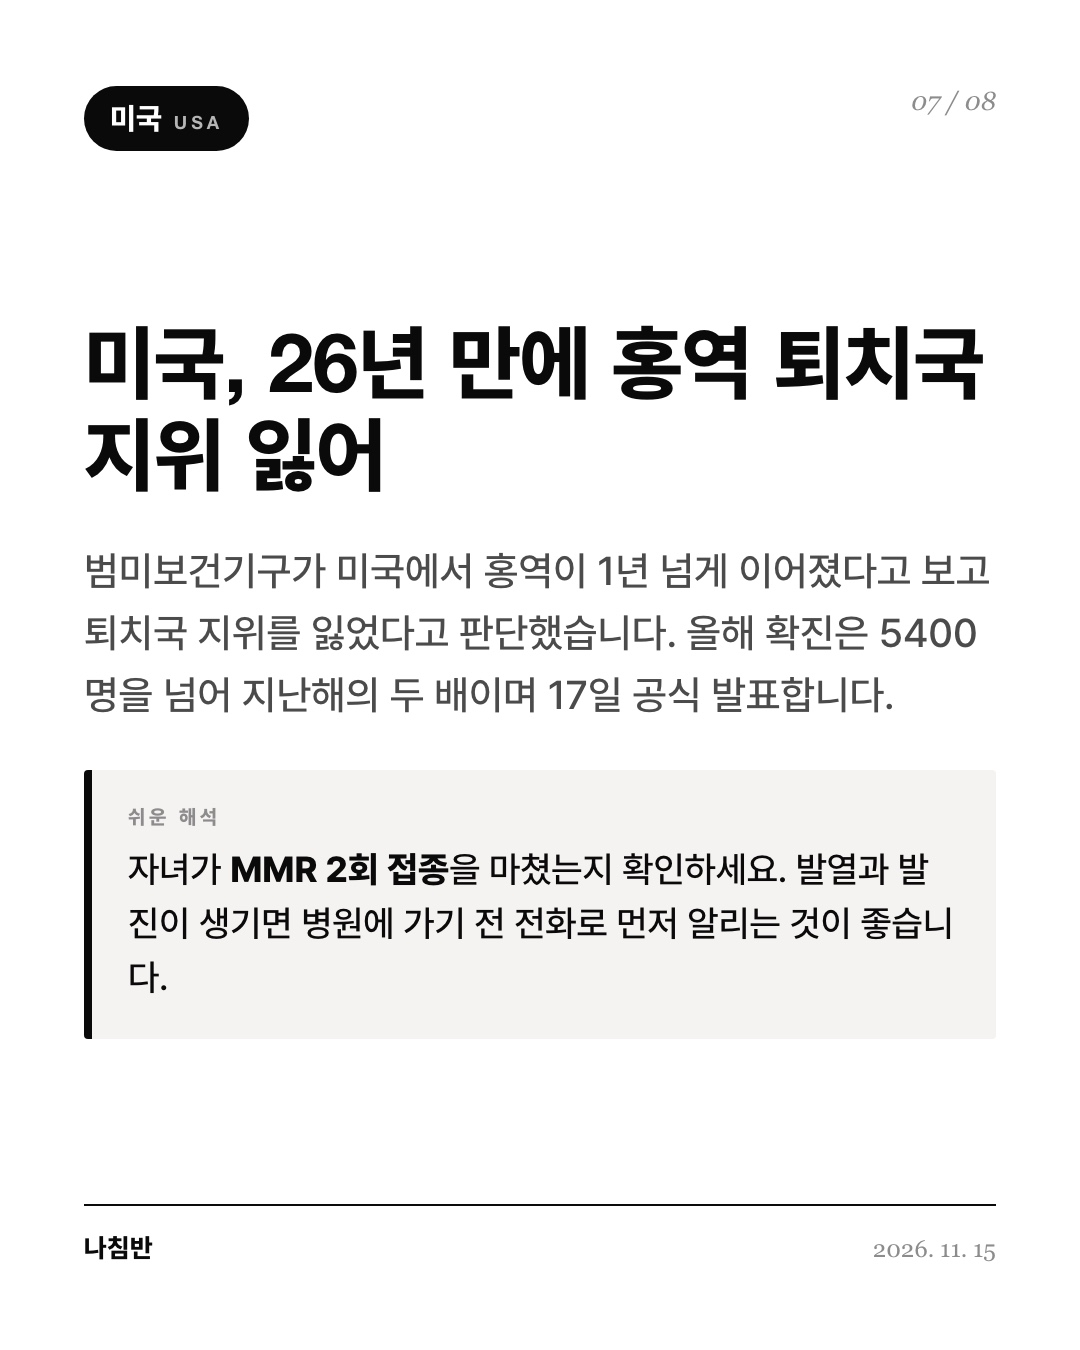 미국 USA
07 / 08
미국, 26년 만에 홍역 퇴치국
지위 잃어
범미보건기구가 미국에서 홍역이 1년 넘게 이어졌다고 보고
퇴치국 지위를 잃었다고 판단했습니다. 올해 확진은 5400
명을 넘어 지난해의 두 배이며 17일 공식 발표합니다.
쉬운 해석
자녀가 MMR 2회 접종을 마쳤는지 확인하세요. 발열과 발
진이 생기면 병원에 가기 전 전화로 먼저 알리는 것이 좋습니
다.
나침반
2026. 11. 15